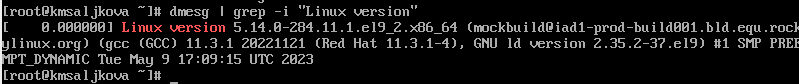 [root@kmsaljkova ~]# dmesg | grep -i "Linux version"
[    0.000000] Linux version 5.14.0-284.11.1.el9_2.x86_64 (mockbuild@iad1-prod-build001.bld.equ.rock
ylinux.org) (gcc (GCC) 11.3.1 20221121 (Red Hat 11.3.1-4), GNU ld version 2.35.2-37.el9) #1 SMP PREE
MPT_DYNAMIC Tue May 9 17:09:15 UTC 2023
[root@kmsaljkova ~]# _